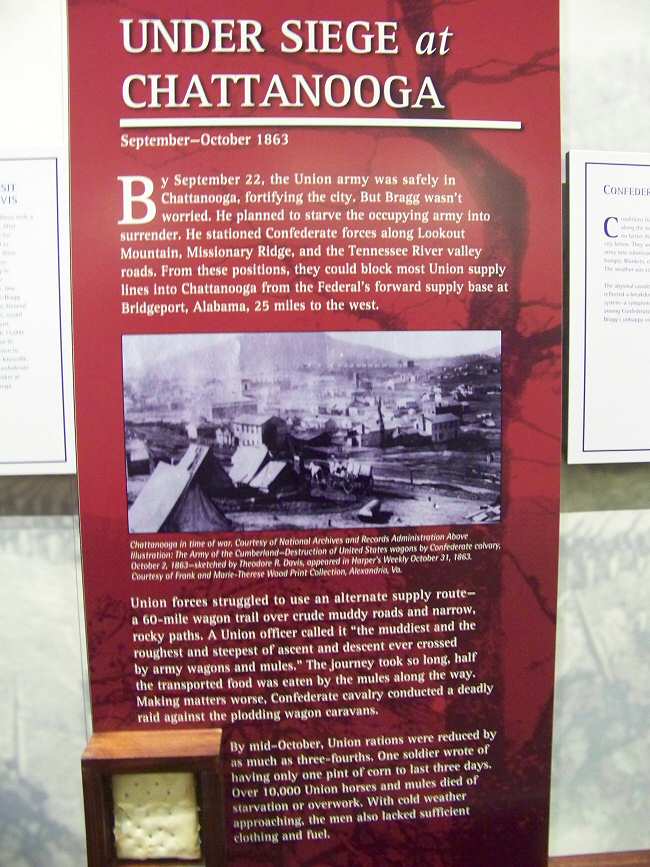 UNDER SIEGE at
CHATTANOOGA
September—October 1863
By September 22, the Union army was safely in
Chattanooga, fortifying the city. But Bragg wasn't
worried. He planned to starve the occupying army into
surrender. He stationed Confederate forces along Lookout
Mountain, Missionary Ridge, and the Tennessee River valley
roads. From these positions, they could block most Union supply
lines into Chattanooga from the Federal's forward supply base at
Bridgeport, Alabama, 25 miles to the west.
Chattanooga in time of war. Courtesy of National Archives and Records Administration Above
Illustration: The Army of the Cumberland—Destruction of United States wagons by Confederate calvary,
October 2, 1863—sketched by Theodore R. Davis, appeared in Harper's Weekly October 31, 1863.
Courtesy of Frank and Marie-Therese Wood Print Collection, Alexandria, Va.
Union forces struggled to use an alternate supply route—
a 60-mile wagon trail over crude muddy roads and narrow,
rocky paths. A Union officer called it "the muddiest and the
roughest and steepest of ascent and descent ever crossed
by army wagons and mules." The journey took so long, half
the transported food was eaten by the mules along the way.
Making matters worse, Confederate cavalry conducted a deadly
raid against the plodding wagon caravans.
By mid-October, Union rations were reduced by
as much as three-fourths. One soldier wrote of
having only one pint of corn to last three days.
Over 10,000 Union horses and mules died of
starvation or overwork. With cold weather
approaching, the men also lacked sufficient
clothing and fuel.
SIT
VIS
CONFEDER